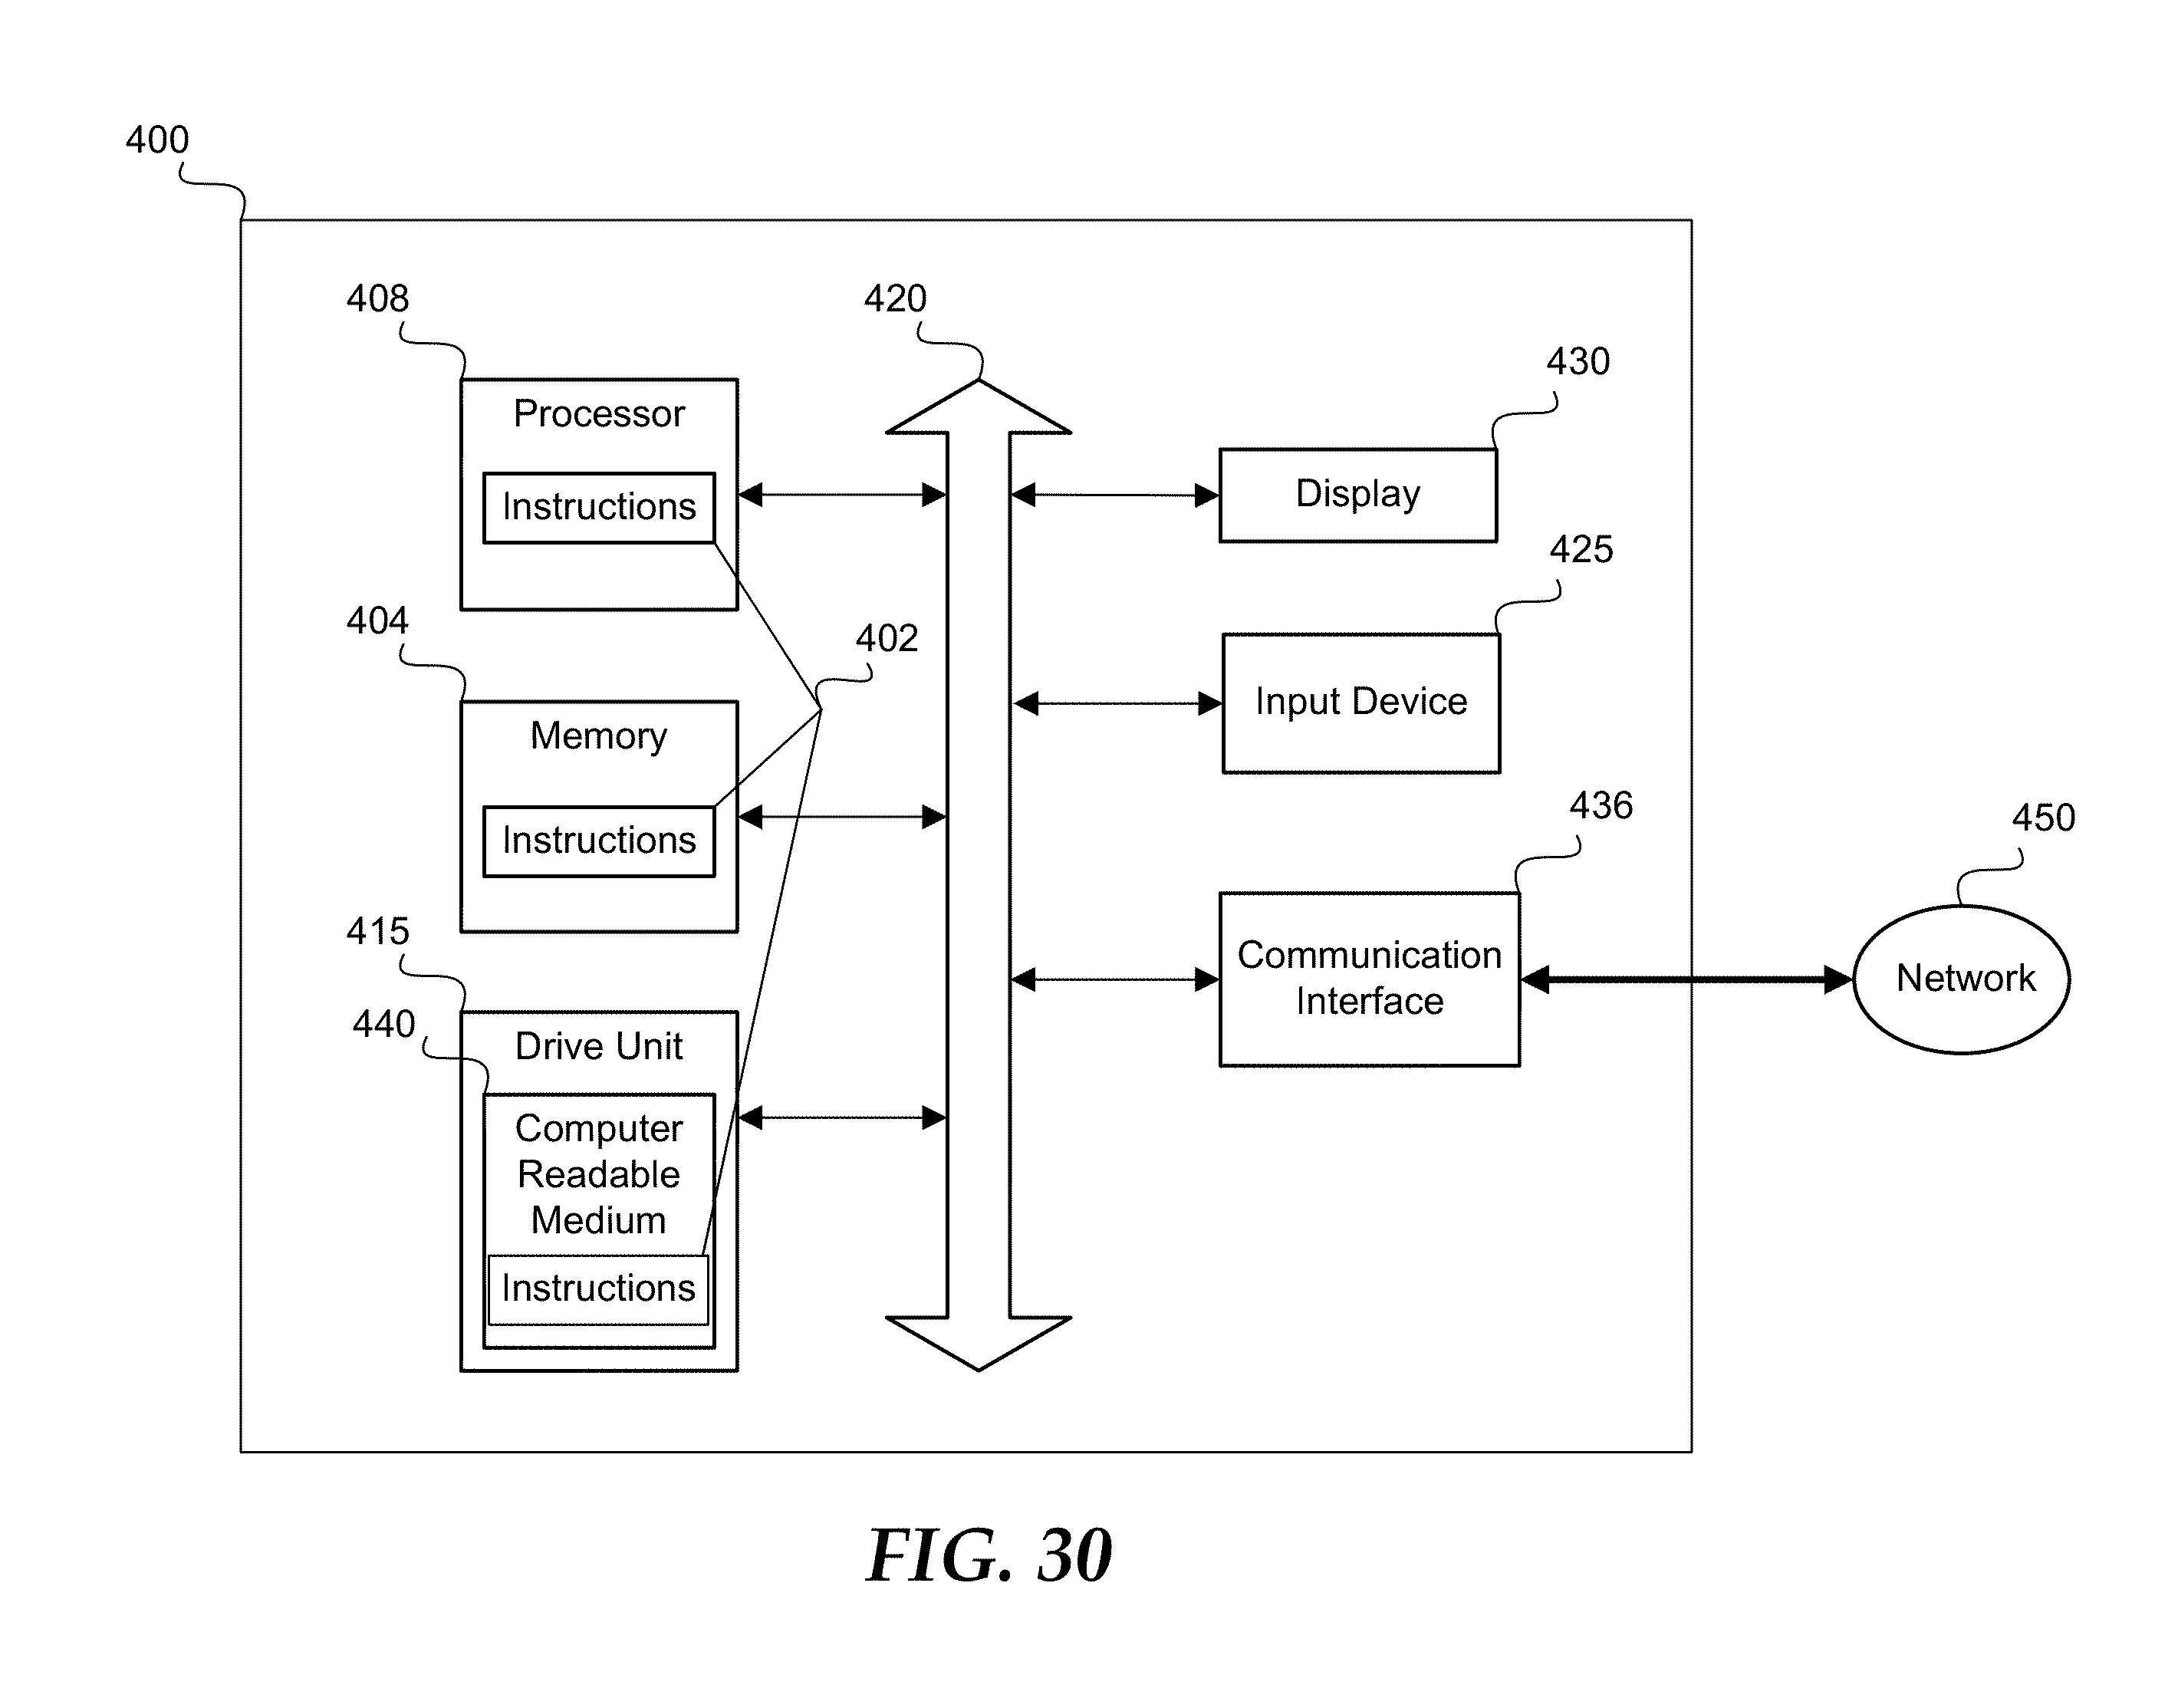 400
408
420
430
Processor
Instructions
Display
425
404
402
Input Device
Memory
Instructions
436
450
415
Communication
Interface
Network
440
Drive Unit
Computer
Readable
Medium
Instructions
FIG. 30